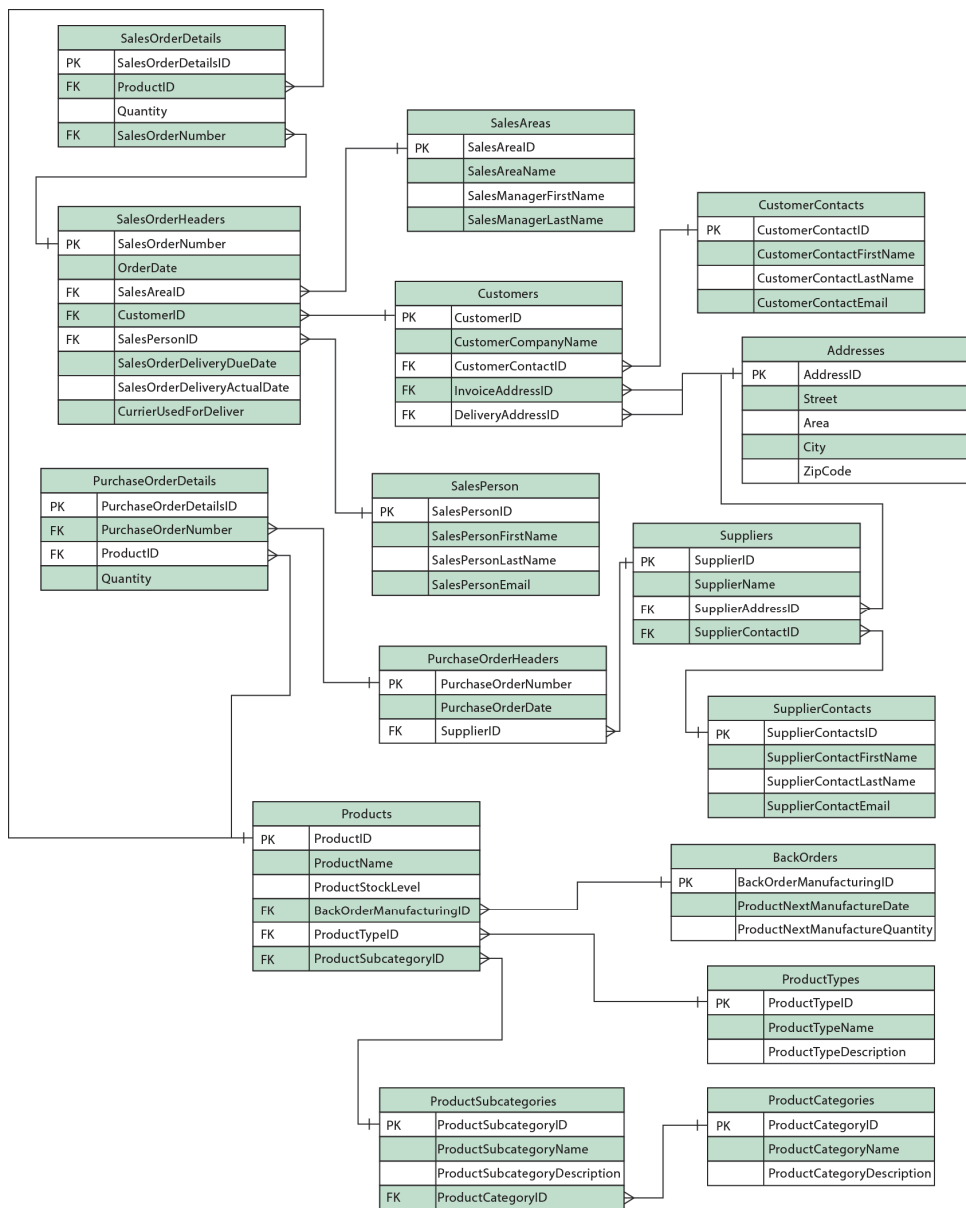 SalesOrderDetails
PK SalesOrderDetailsID
FK ProductID
Quantity
FK SalesOrderNumber
SalesAreas
PK SalesAreaID
SalesAreaName
SalesManagerFirstName
SalesManagerLastName
SalesOrderHeaders
PK SalesOrderNumber
OrderDate
FK SalesAreaID
FK CustomerID
FK SalesPersonID
SalesOrderDeliveryDueDate
SalesOrderDeliveryActualDate
CurrierUsedForDeliver
CustomerContacts
PK CustomerContactID
CustomerContactFirstName
CustomerContactLastName
CustomerContactEmail
Customers
PK CustomerID
CustomerCompanyName
FK CustomerContactID
FK InvoiceAddressID
FK DeliveryAddressID
Addresses
PK AddressID
Street
Area
City
ZipCode
PurchaseOrderDetails
PK PurchaseOrderDetailsID
FK PurchaseOrderNumber
FK ProductID
Quantity
SalesPerson
PK SalesPersonID
SalesPersonFirstName
SalesPersonLastName
SalesPersonEmail
Suppliers
PK SupplierID
SupplierName
FK SupplierAddressID
FK SupplierContactID
PurchaseOrderHeaders
PK PurchaseOrderNumber
PurchaseOrderDate
FK SupplierID
SupplierContacts
PK SupplierContactsID
SupplierContactFirstName
SupplierContactLastName
SupplierContactEmail
Products
PK ProductID
ProductName
ProductStockLevel
FK BackOrderManufacturingID
FK ProductTypeID
FK ProductSubcategoryID
BackOrders
PK BackOrderManufacturingID
ProductNextManufactureDate
ProductNextManufactureQuantity
ProductTypes
PK ProductTypeID
ProductTypeName
ProductTypeDescription
ProductSubcategories
PK ProductSubcategoryID
ProductSubcategoryName
ProductSubcategoryDescription
FK ProductCategoryID
ProductCategories
PK ProductCategoryID
ProductCategoryName
ProductCategoryDescription